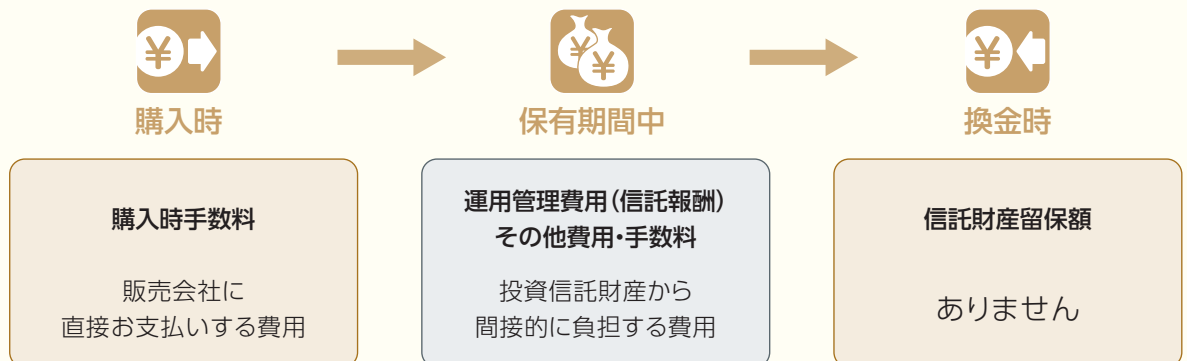 購入時
保有期間中
換金時
購入時手数料
販売会社に
直接お支払いする費用
運用管理費用（信託報酬）
その他費用・手数料
投資信託財産から
間接的に負担する費用
信託財産留保額
ありません